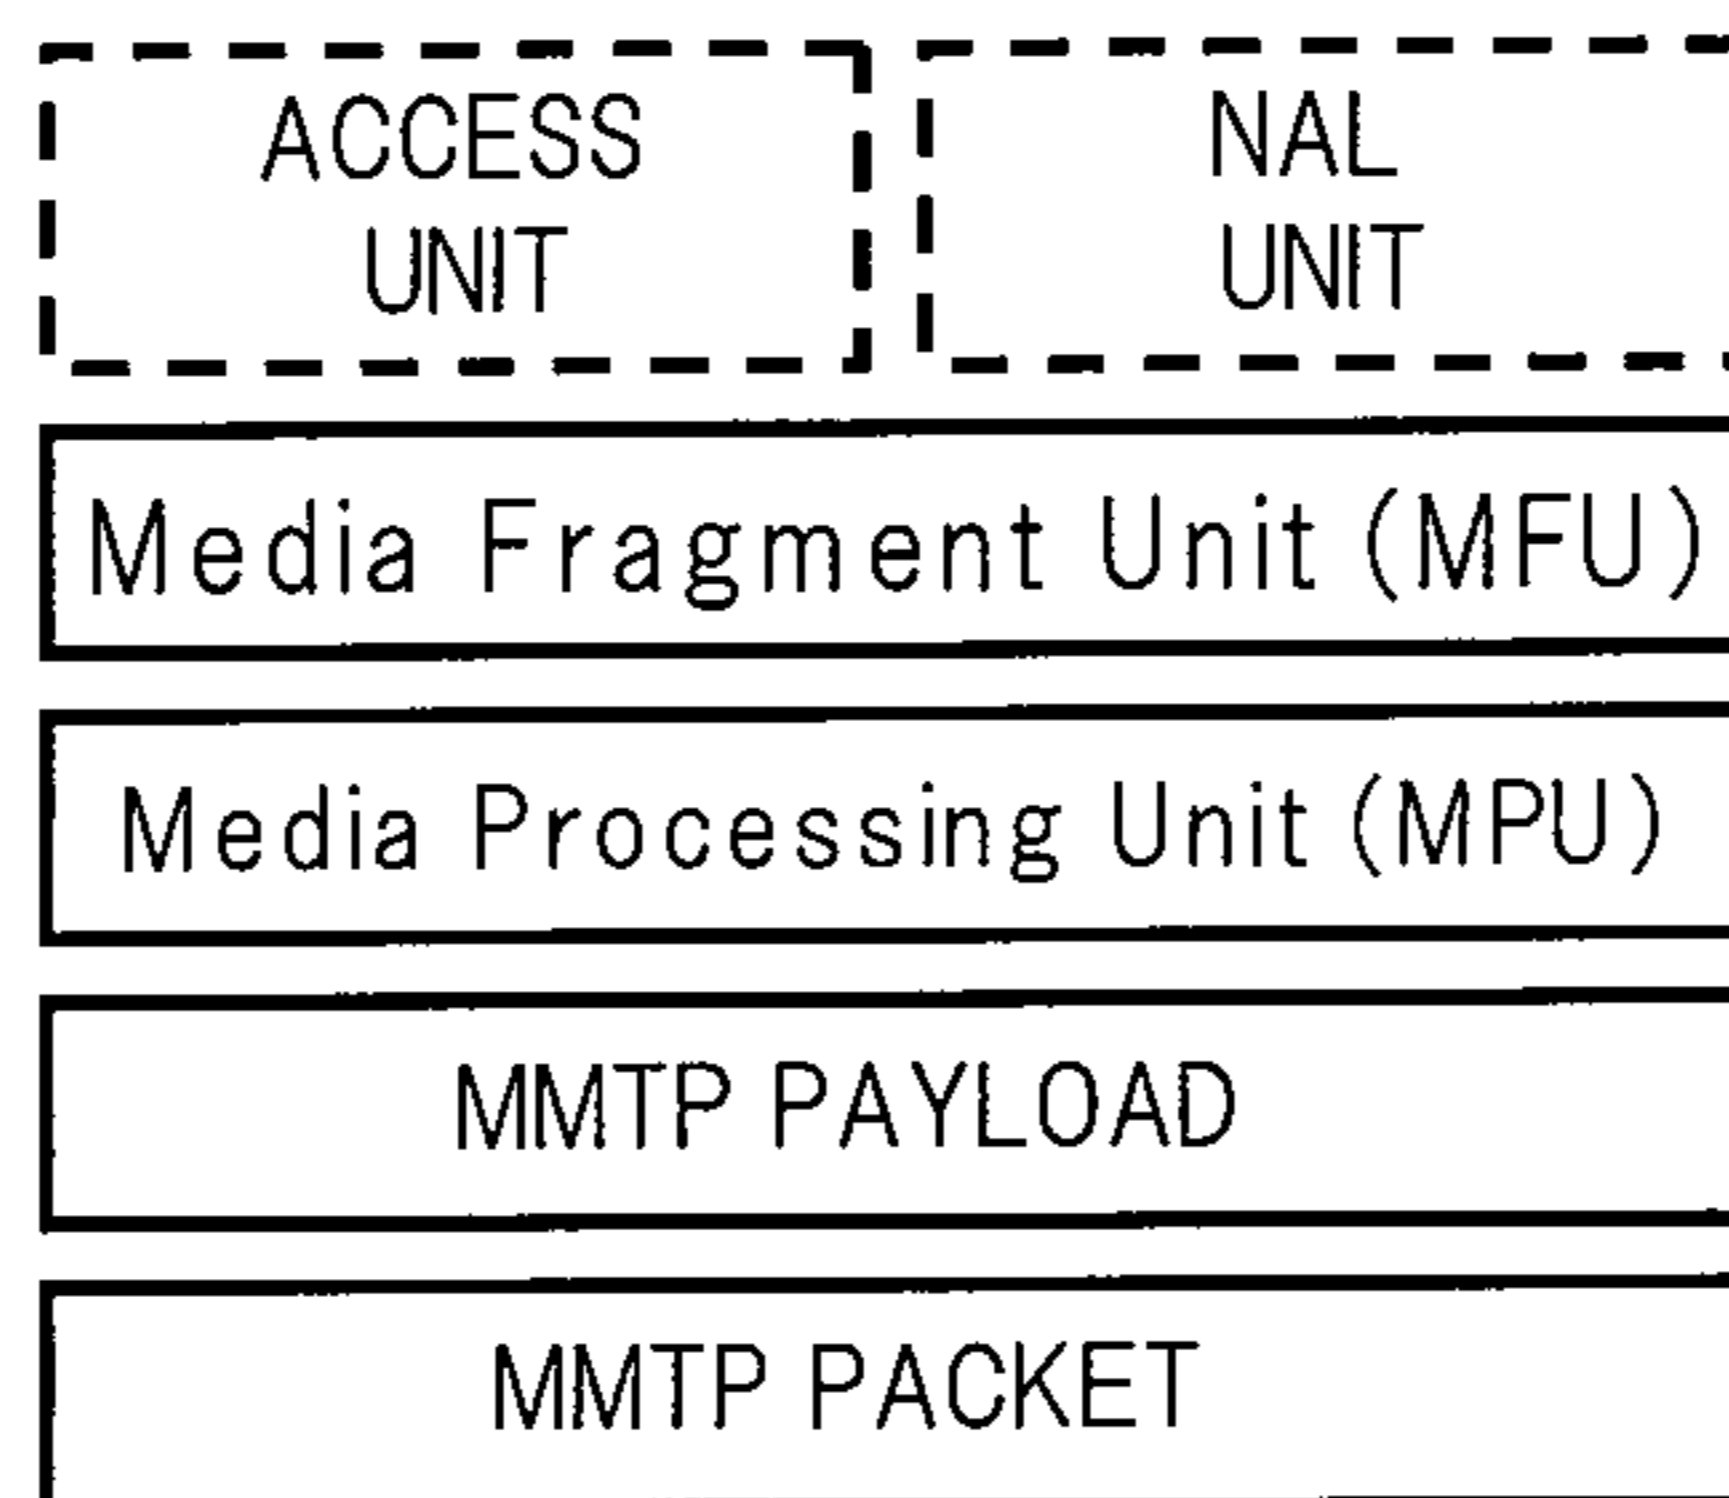 ACCESS
UNIT
NAL
UNIT
Media Fragment Unit (MFU)
Media Processing Unit (MPU)
MMTP PAYLOAD
MMTP PACKET